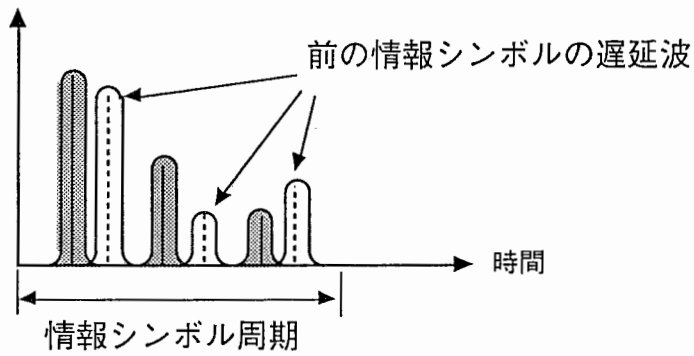 前の情報シンボルの遅延波
時間
情報シンボル周期